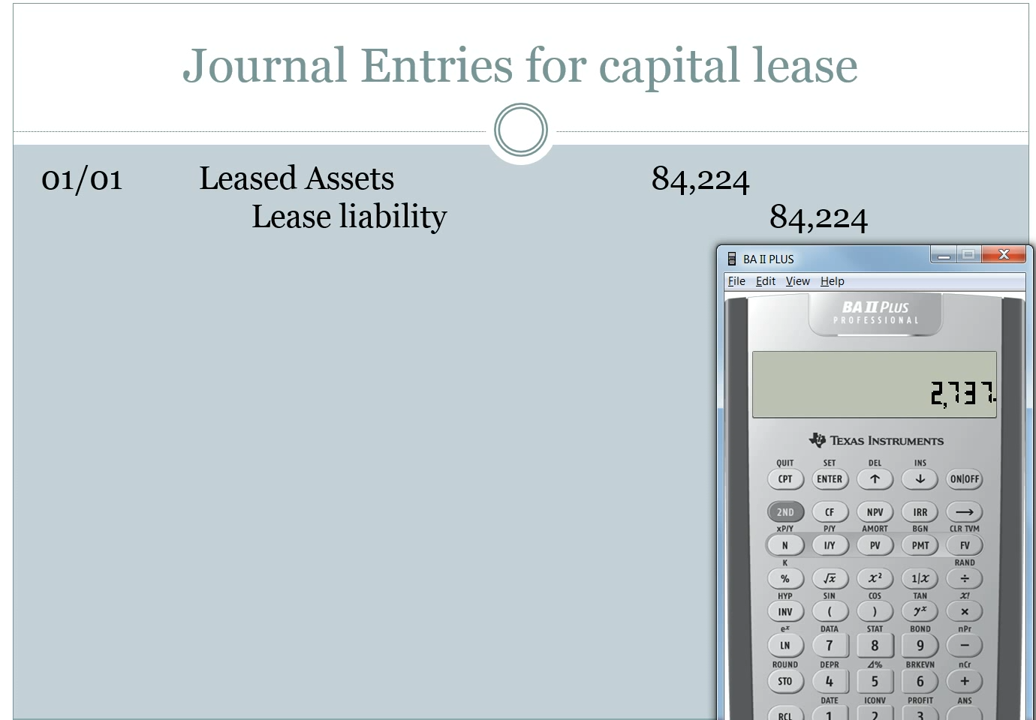 Journal Entries for capital lease
01/01 Leased Assets 84,224
Lease liability 84,224
BA II PLUS
File Edit View Help
BA II PLUS
PROFESSIONAL
2,737.
TEXAS INSTRUMENTS
QUIT SET DEL INS
CPT ENTER ↑ ↓ ON|OFF
2ND CF NPV IRR →
xP/Y P/Y AMORT BGN CLR TVM
N I/Y PV PMT FV
K RAND
% √x x² 1/x ÷
HYP SIN COS TAN x!
INV ( ) yˣ ×
eˣ DATA STAT BOND nPr
LN 7 8 9 −
ROUND DEPR Δ% BRKEVN nCr
STO 4 5 6 +
DATE ICONV PROFIT ANS
RCL 1 2 3